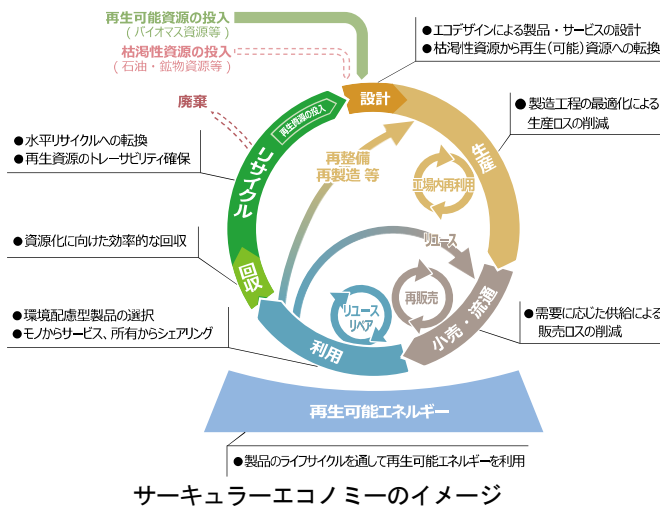 再生可能資源の投入
(バイオマス資源等)
枯渇性資源の投入
(石油・鉱物資源等)
廃棄
●エコデザインによる製品・サービスの設計
●枯渇性資源から再生(可能)資源への転換
設計
再生資源の投入
●製造工程の最適化による
生産ロスの削減
●水平リサイクルへの転換
●再生資源のトレーサビリティ確保
リサイクル
再整備
再製造 等
生産
工場内再利用
●資源化に向けた効率的な回収
回収
リユース
再販売
小売・流通
●環境配慮型製品の選択
●モノからサービス、所有からシェアリング
リユース
リペア
利用
●需要に応じた供給による
販売ロスの削減
再生可能エネルギー
●製品のライフサイクルを通して再生可能エネルギーを利用
サーキュラーエコノミーのイメージ